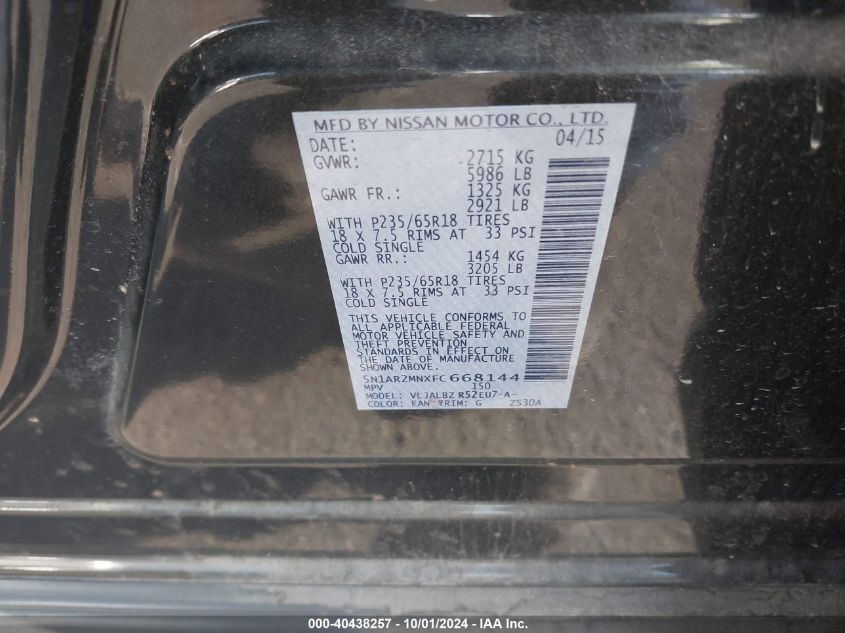 MFD BY NISSAN MOTOR CO., LTD.
DATE: 04/15
GVWR: 2715 KG
5986 LB
GAWR FR.: 1325 KG
2921 LB
WITH P235/65R18 TIRES
18 X 7.5 RIMS AT 33 PSI
COLD SINGLE
GAWR RR.: 1454 KG
3205 LB
WITH P235/65R18 TIRES
18 X 7.5 RIMS AT 33 PSI
COLD SINGLE
THIS VEHICLE CONFORMS TO
ALL APPLICABLE FEDERAL
MOTOR VEHICLE SAFETY AND
THEFT PREVENTION
STANDARDS IN EFFECT ON
THE DATE OF MANUFACTURE
SHOWN ABOVE.
5N1AR2MNXFC668144
MPV 150
MODEL: VLJALBZ R52EU7-A-
COLOR: TRIM: G ZS30A
000-40438257 - 10/01/2024 - IAA Inc.